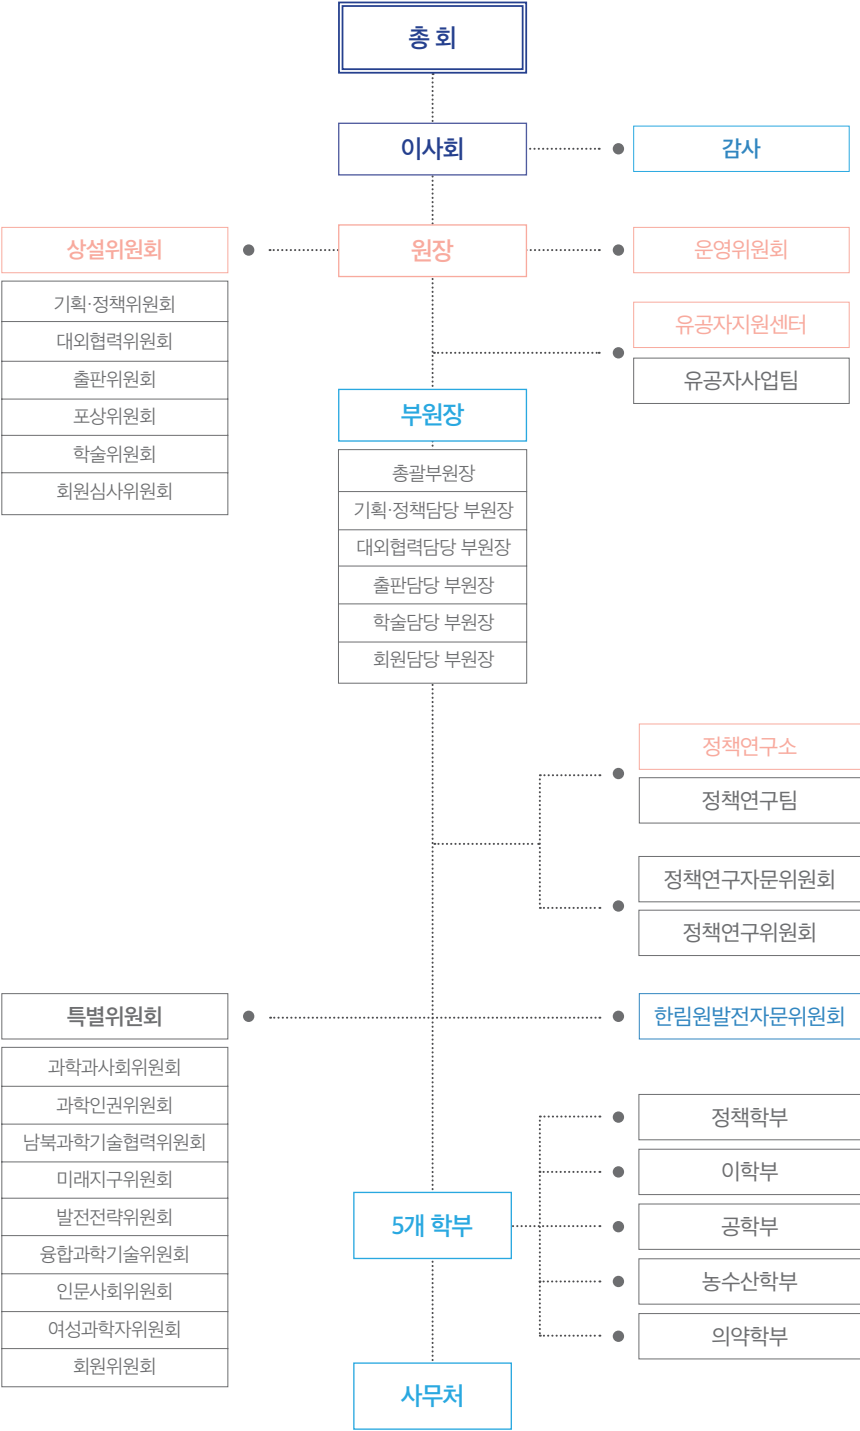 총 회
이사회
감사
상설위원회
원장
운영위원회
기획·정책위원회
대외협력위원회
출판위원회
포상위원회
학술위원회
회원심사위원회
유공자지원센터
유공자사업팀
부원장
총괄부원장
기획·정책담당 부원장
대외협력담당 부원장
출판담당 부원장
학술담당 부원장
회원담당 부원장
정책연구소
정책연구팀
정책연구자문위원회
정책연구위원회
특별위원회
한림원발전자문위원회
과학과사회위원회
과학인권위원회
남북과학기술협력위원회
미래지구위원회
발전전략위원회
융합과학기술위원회
인문사회위원회
여성과학자위원회
회원위원회
5개 학부
정책학부
이학부
공학부
농수산학부
의약학부
사무처